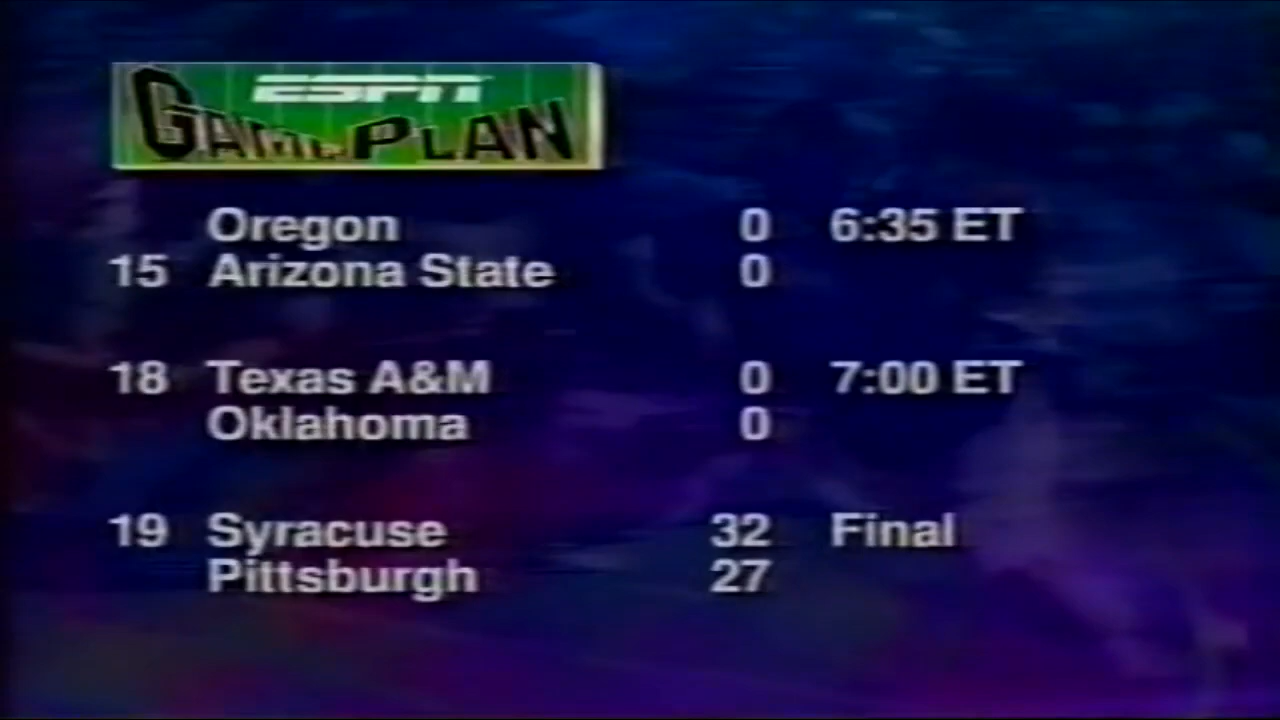 ESPN
GAMEPLAN
Oregon 0 6:35 ET
15 Arizona State 0
18 Texas A&M 0 7:00 ET
Oklahoma 0
19 Syracuse 32 Final
Pittsburgh 27